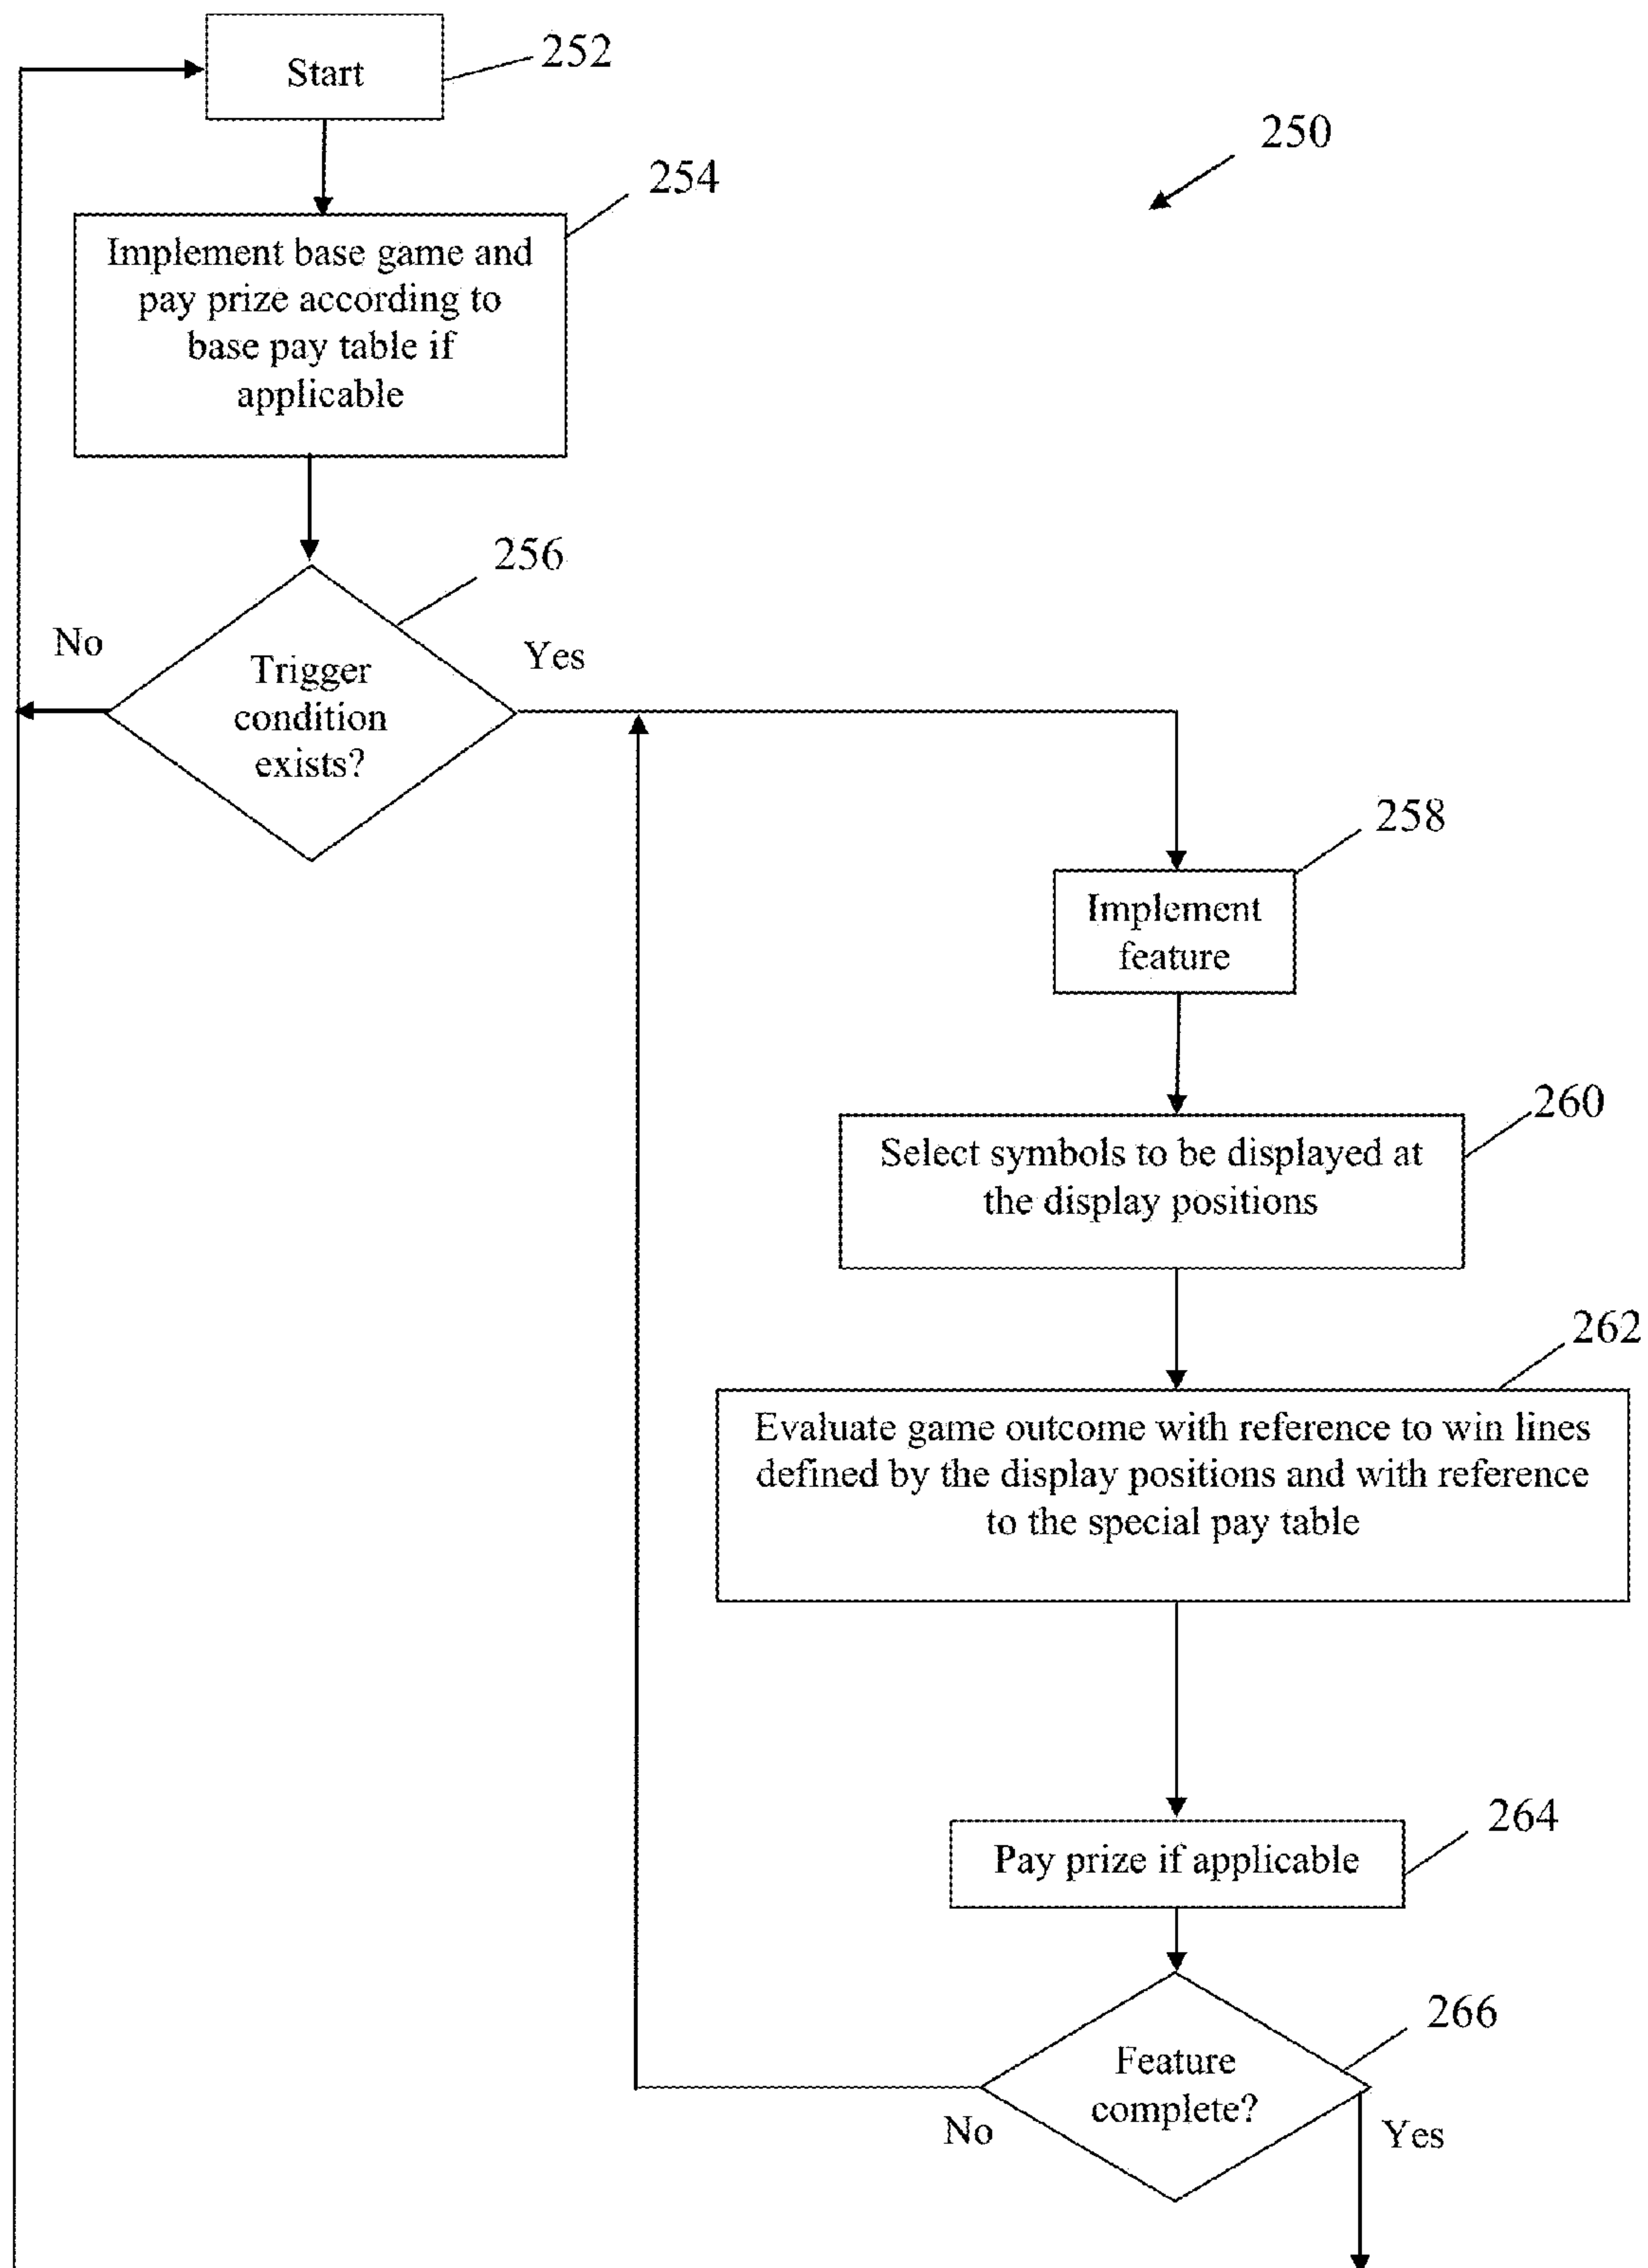 Start
252
250
254
Implement base game and
pay prize according to
base pay table if
applicable
256
No
Yes
Trigger
condition
exists?
258
Implement
feature
260
Select symbols to be displayed at
the display positions
262
Evaluate game outcome with reference to win lines
defined by the display positions and with reference
to the special pay table
264
Pay prize if applicable
266
Feature
complete?
No
Yes